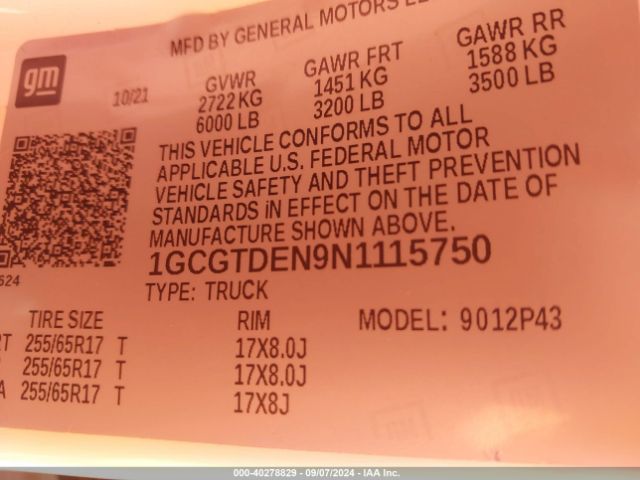 MFD BY GENERAL MOTORS
gm
10/21
GVWR GAWR FRT GAWR RR
2722 KG 1451 KG 1588 KG
6000 LB 3200 LB 3500 LB
THIS VEHICLE CONFORMS TO ALL
APPLICABLE U.S. FEDERAL MOTOR
VEHICLE SAFETY AND THEFT PREVENTION
STANDARDS IN EFFECT ON THE DATE OF
MANUFACTURE SHOWN ABOVE.
1GCGTDEN9N1115750
624
TYPE: TRUCK
TIRE SIZE RIM MODEL: 9012P43
255/65R17 T 17X8.0J
255/65R17 T 17X8.0J
255/65R17 T 17X8J
000-40278829 - 09/07/2024 - IAA Inc.